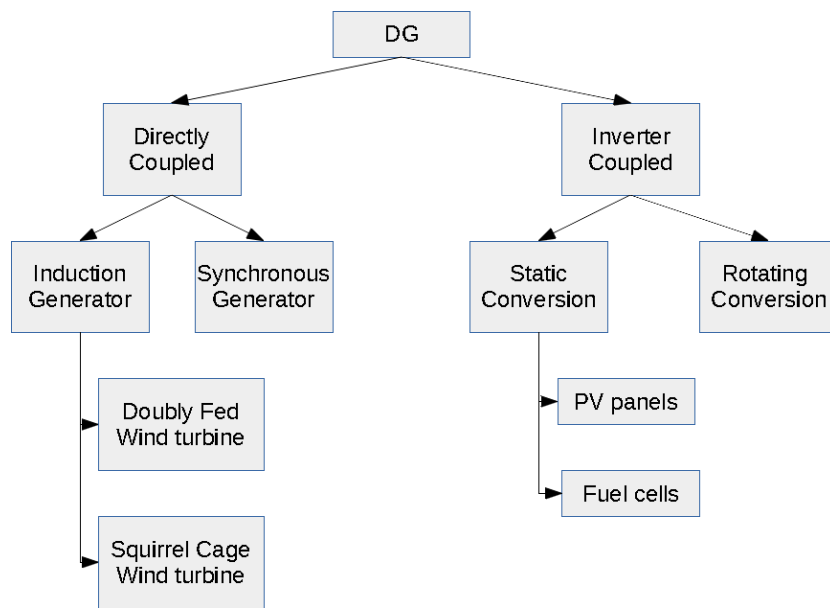 DG
Directly
Coupled
Inverter
Coupled
Induction
Generator
Synchronous
Generator
Static
Conversion
Rotating
Conversion
Doubly Fed
Wind turbine
PV panels
Fuel cells
Squirrel Cage
Wind turbine